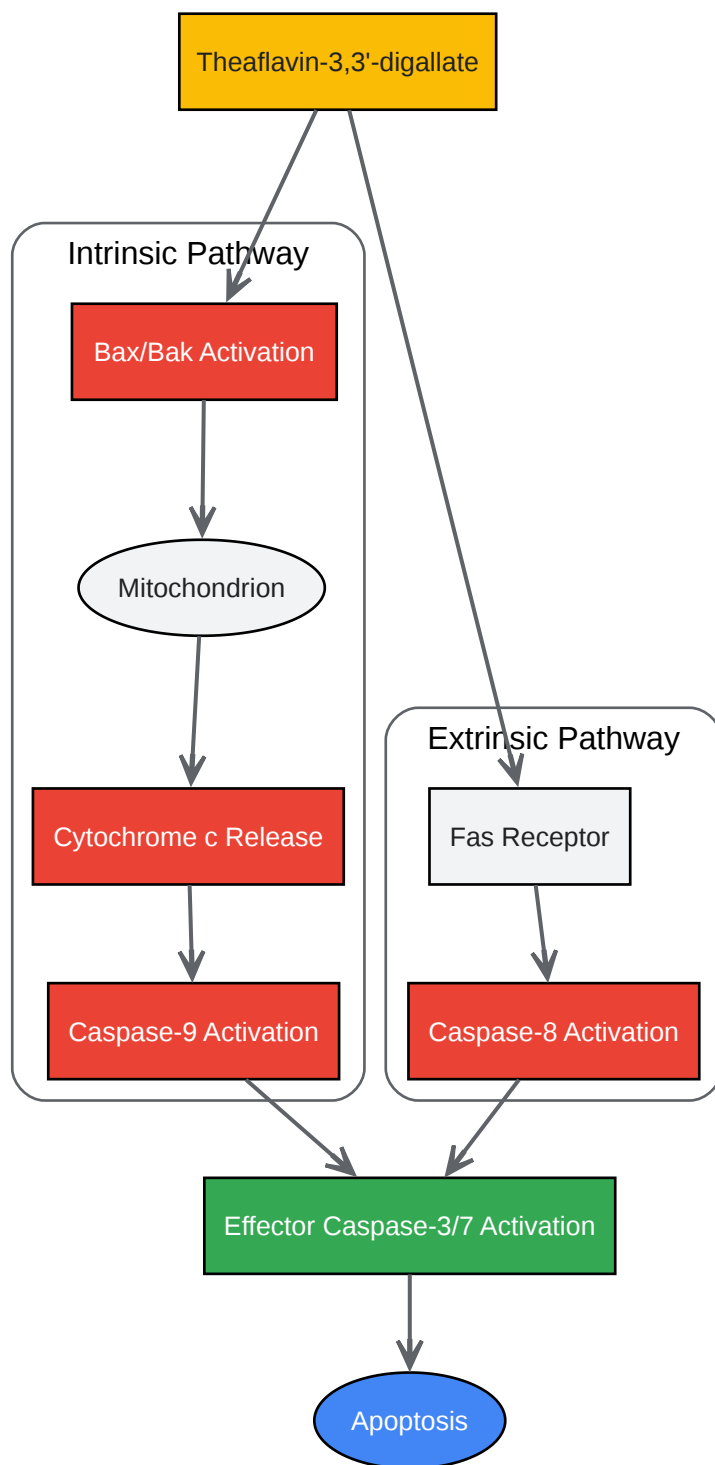 Theaflavin-3,3'-digallate
Intrinsic Pathway
Bax/Bak Activation
Mitochondrion
Cytochrome c Release
Caspase-9 Activation
Extrinsic Pathway
Fas Receptor
Caspase-8 Activation
Effector Caspase-3/7 Activation
Apoptosis